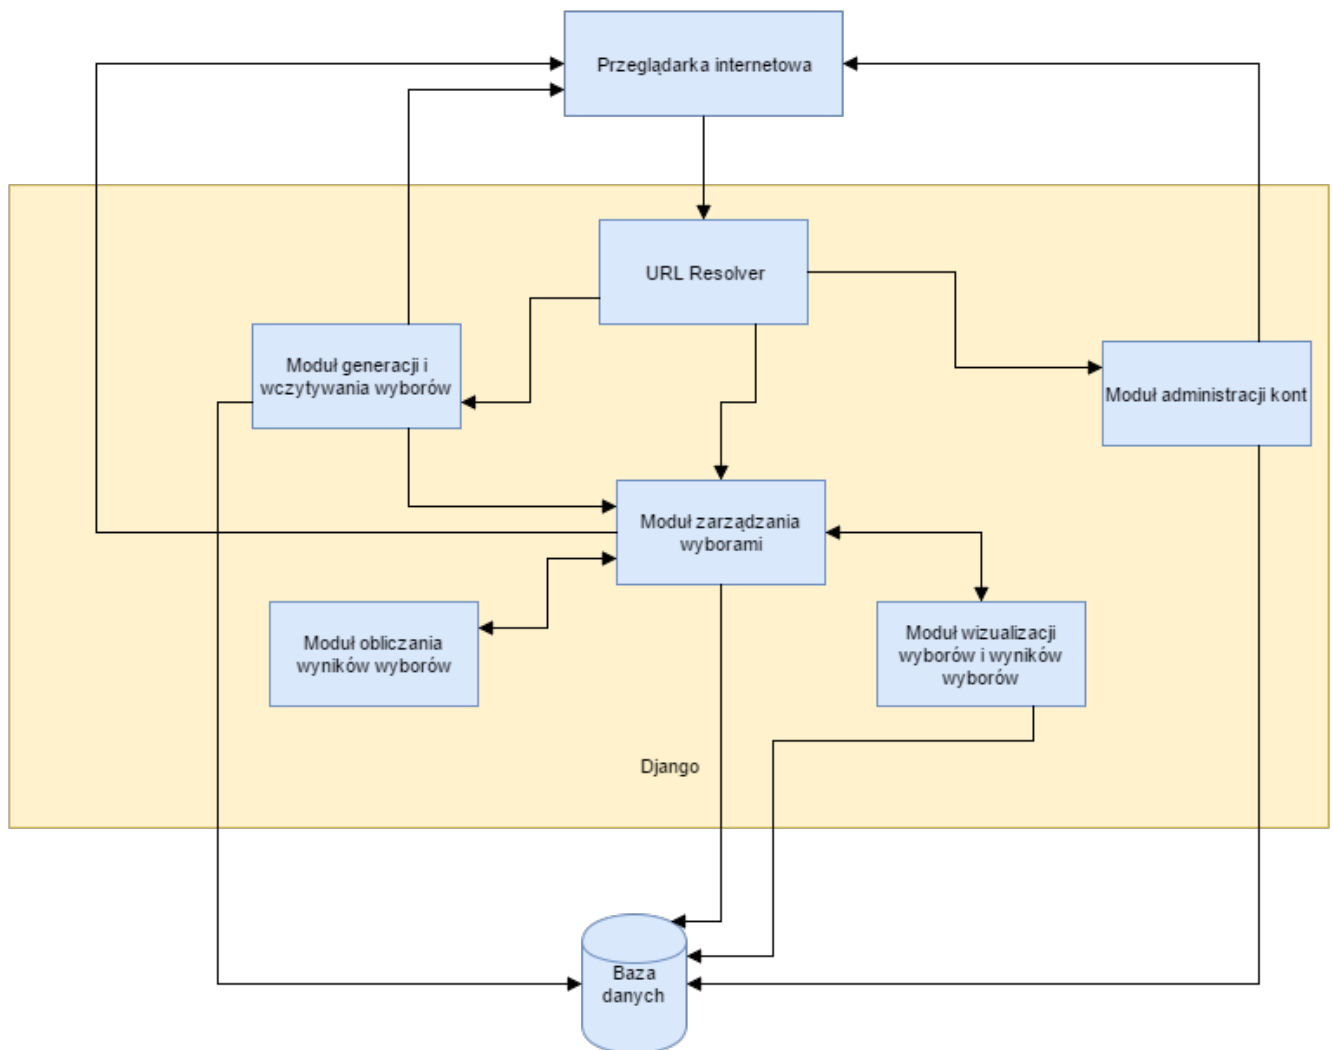 Przeglądarka internetowa
URL Resolver
Moduł generacji i
wczytywania wyborów
Moduł administracji kont
Moduł zarządzania
wyborami
Moduł obliczania
wyników wyborów
Moduł wizualizacji
wyborów i wyników
wyborów
Django
Baza
danych